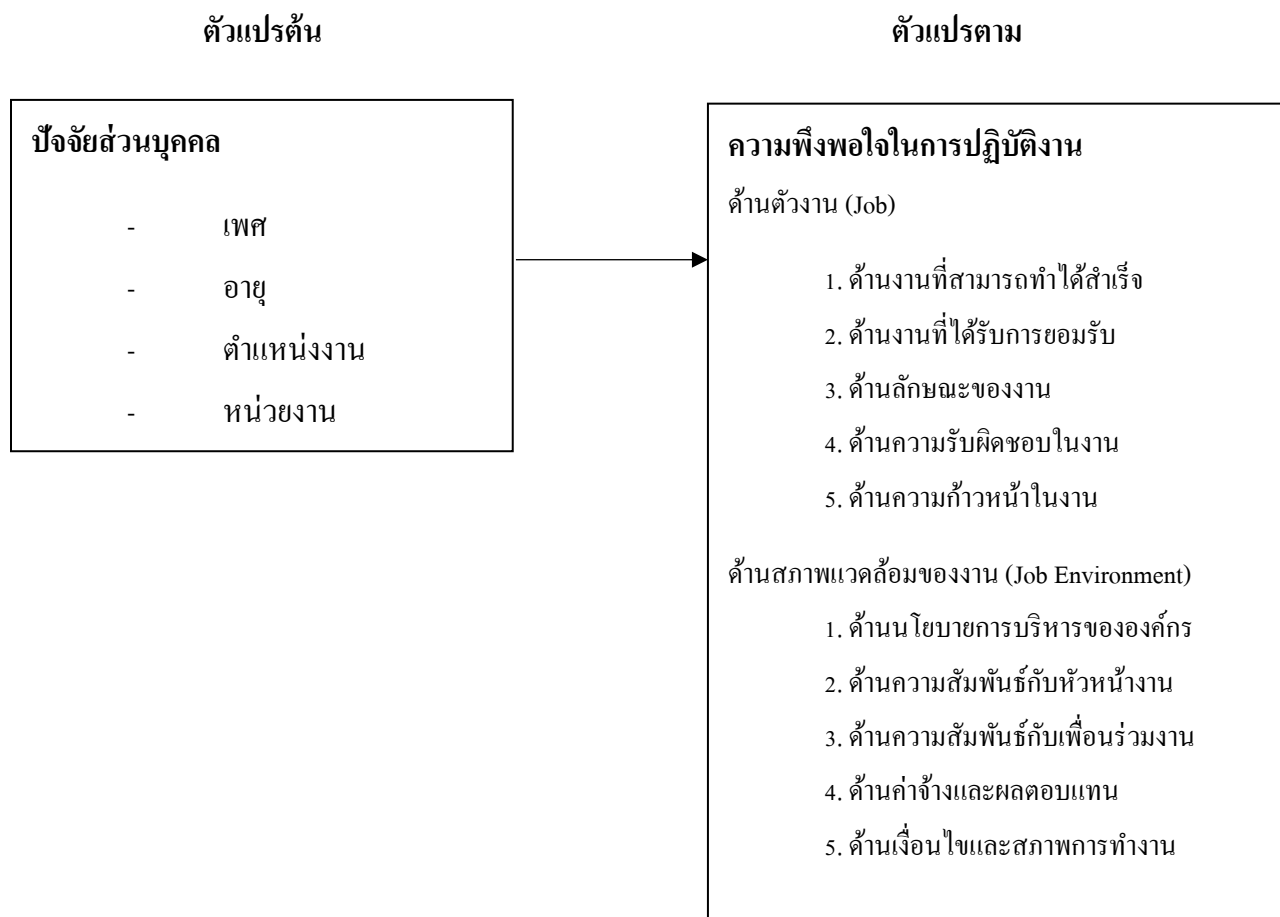 ตัวแปรต้น
ตัวแปรตาม
ปัจจัยส่วนบุคคล
- เพศ
- อายุ
- ตำแหน่งงาน
- หน่วยงาน
ความพึงพอใจในการปฏิบัติงาน
ด้านตัวงาน (Job)
1. ด้านงานที่สามารถทำได้สำเร็จ
2. ด้านงานที่ได้รับการยอมรับ
3. ด้านลักษณะของงาน
4. ด้านความรับผิดชอบในงาน
5. ด้านความก้าวหน้าในงาน
ด้านสภาพแวดล้อมของงาน (Job Environment)
1. ด้านนโยบายการบริหารขององค์กร
2. ด้านความสัมพันธ์กับหัวหน้างาน
3. ด้านความสัมพันธ์กับเพื่อนร่วมงาน
4. ด้านค่าจ้างและผลตอบแทน
5. ด้านเงื่อนไขและสภาพการทำงาน